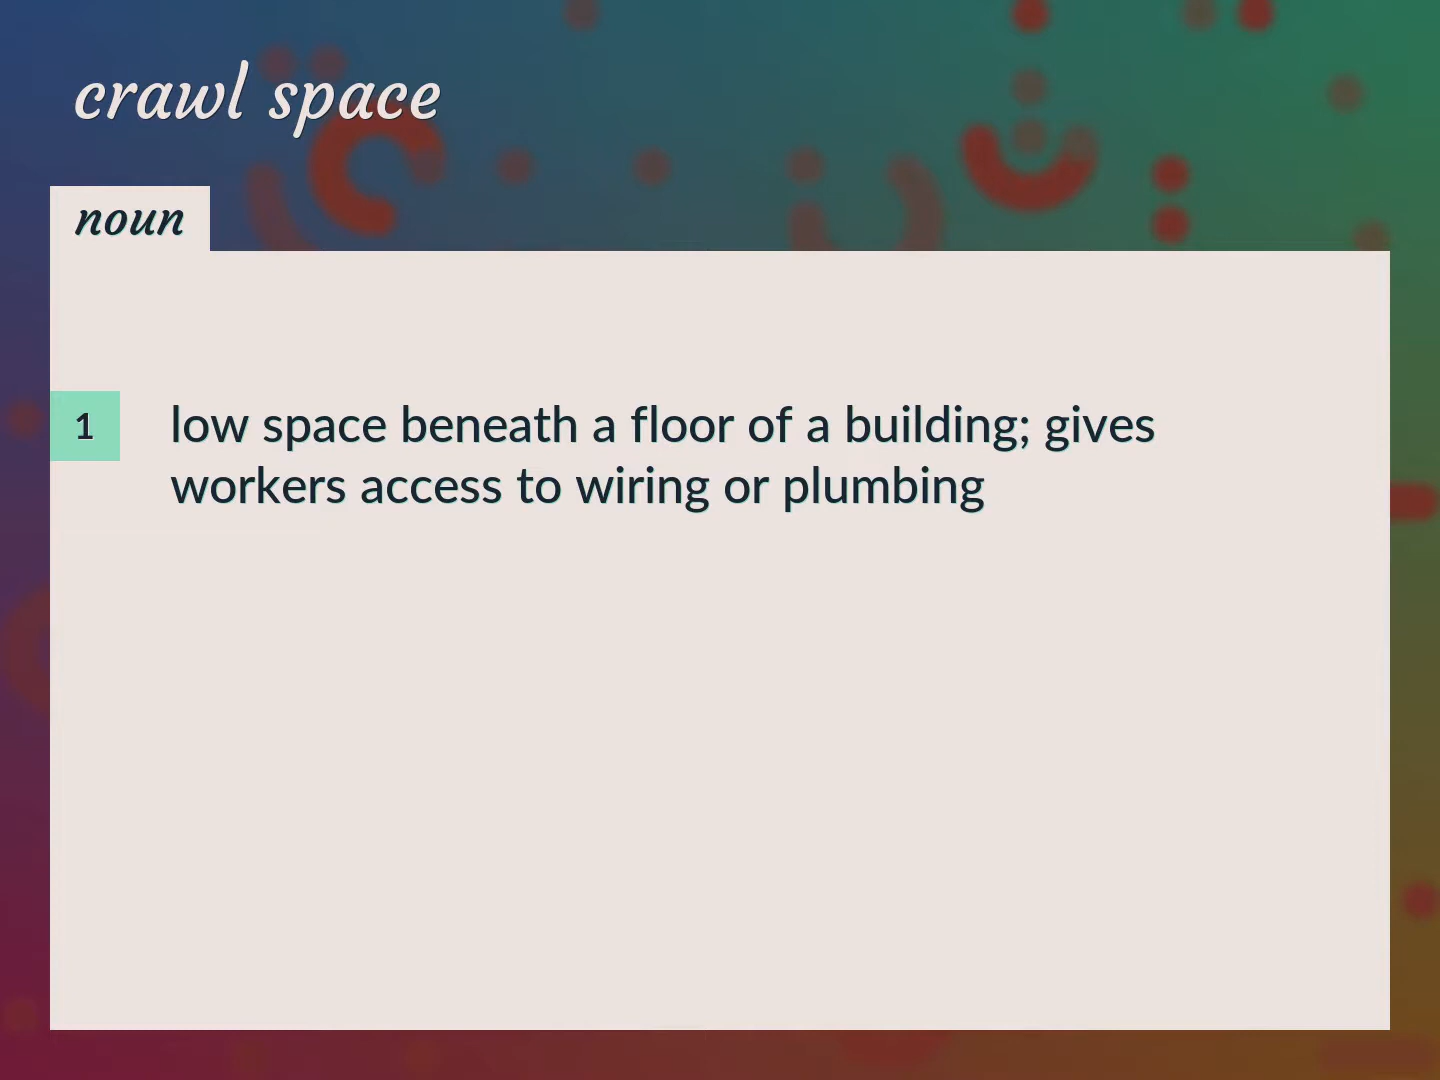 crawl space
noun
1
low space beneath a floor of a building; gives
workers access to wiring or plumbing